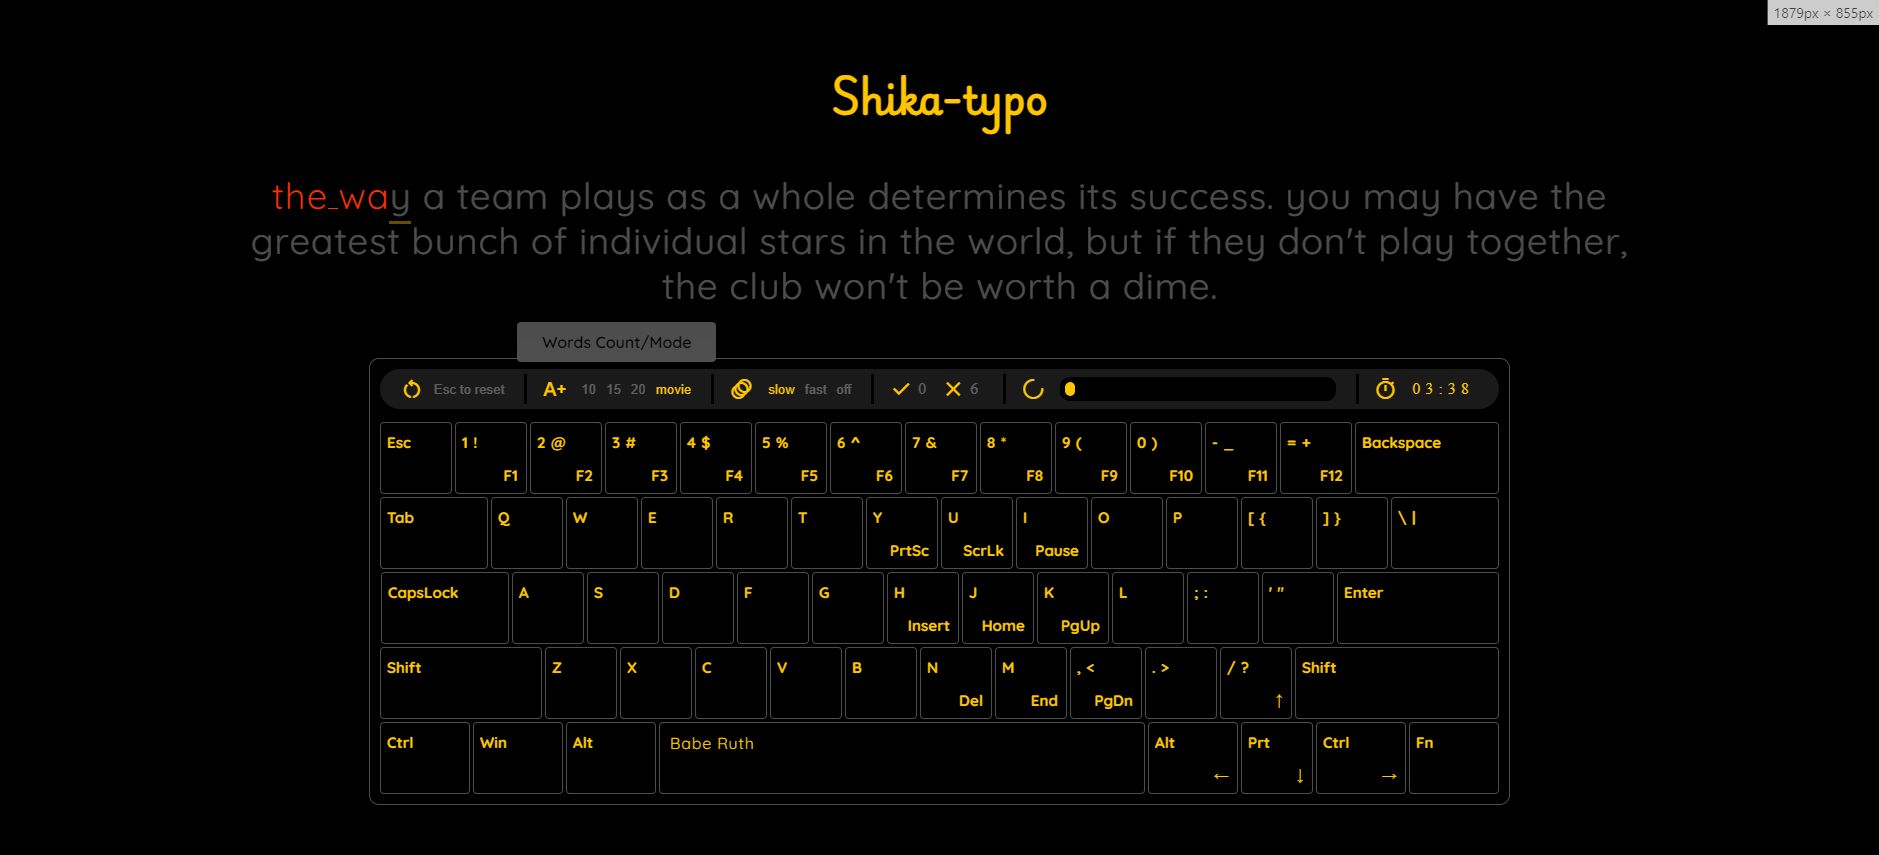 1879px × 855px
Shika-typo
the_way a team plays as a whole determines its success. you may have the
greatest bunch of individual stars in the world, but if they don't play together,
the club won't be worth a dime.
Words Count/Mode
Esc to reset A+ 10 15 20 movie slow fast off 0 6 03:38
Esc 1 ! 2 @ 3 # 4 $ 5 % 6 ^ 7 & 8 * 9 ( 0 ) - _ = + Backspace
F1 F2 F3 F4 F5 F6 F7 F8 F9 F10 F11 F12
Tab Q W E R T Y U I O P [ { ] } \ |
PrtSc ScrLk Pause
CapsLock A S D F G H J K L ; : ' " Enter
Insert Home PgUp
Shift Z X C V B N M , < . > / ? Shift
Del End PgDn ↑
Ctrl Win Alt Babe Ruth Alt Prt Ctrl Fn
← ↓ →